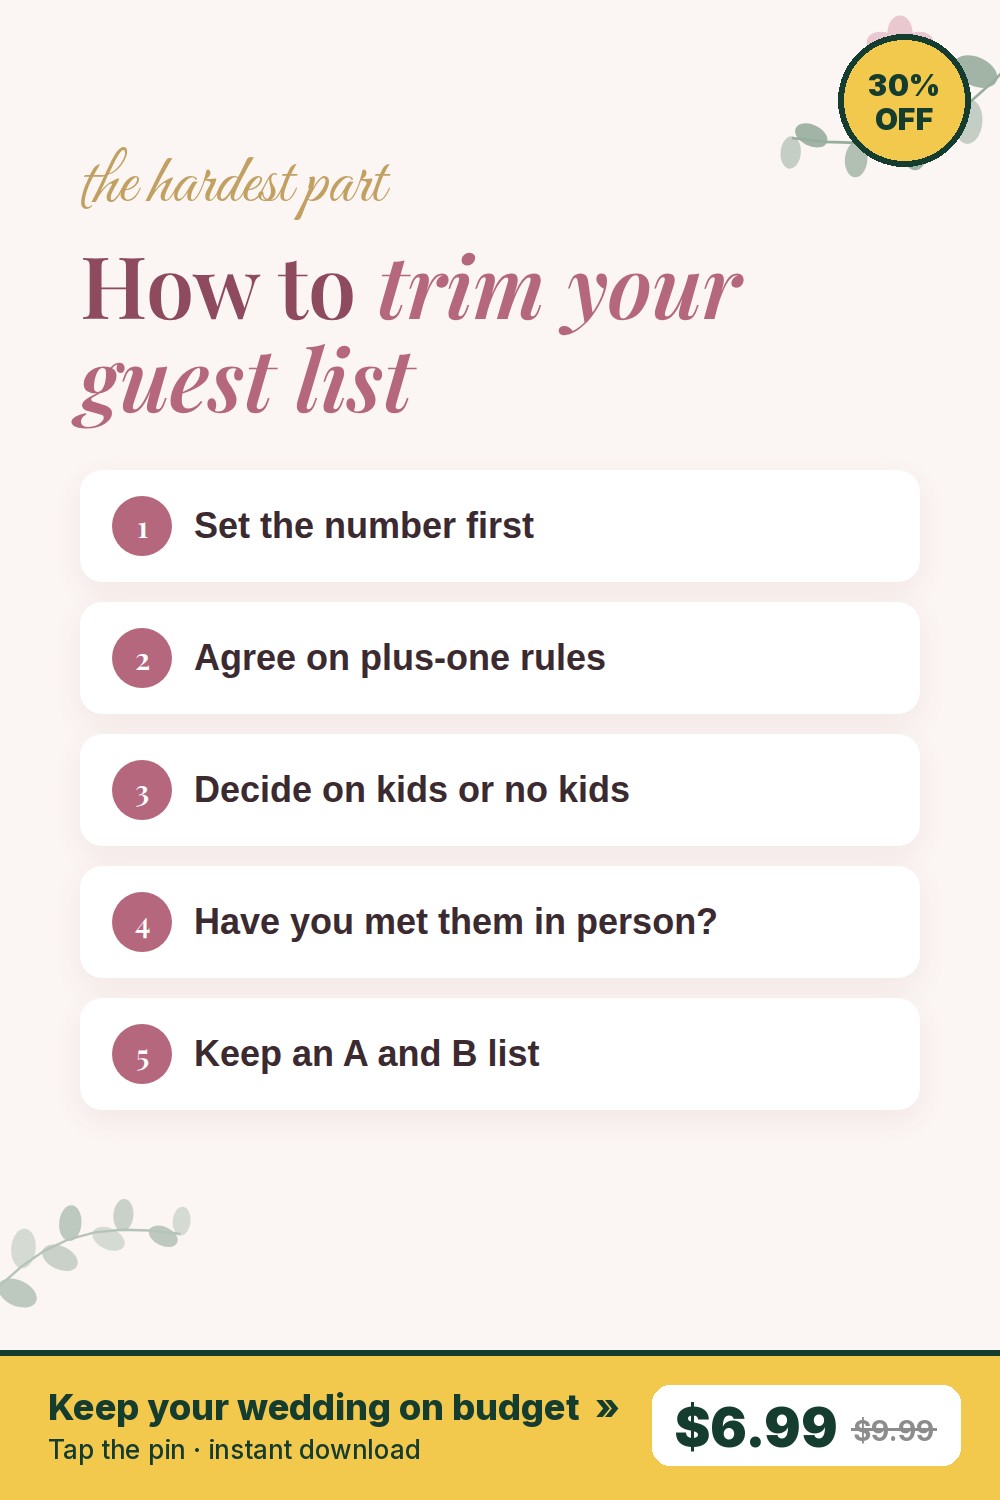 30%
OFF
the hardest part
How to trim your
guest list
1 Set the number first
2 Agree on plus-one rules
3 Decide on kids or no kids
4 Have you met them in person?
5 Keep an A and B list
Keep your wedding on budget »
Tap the pin · instant download
$6.99 $9.99